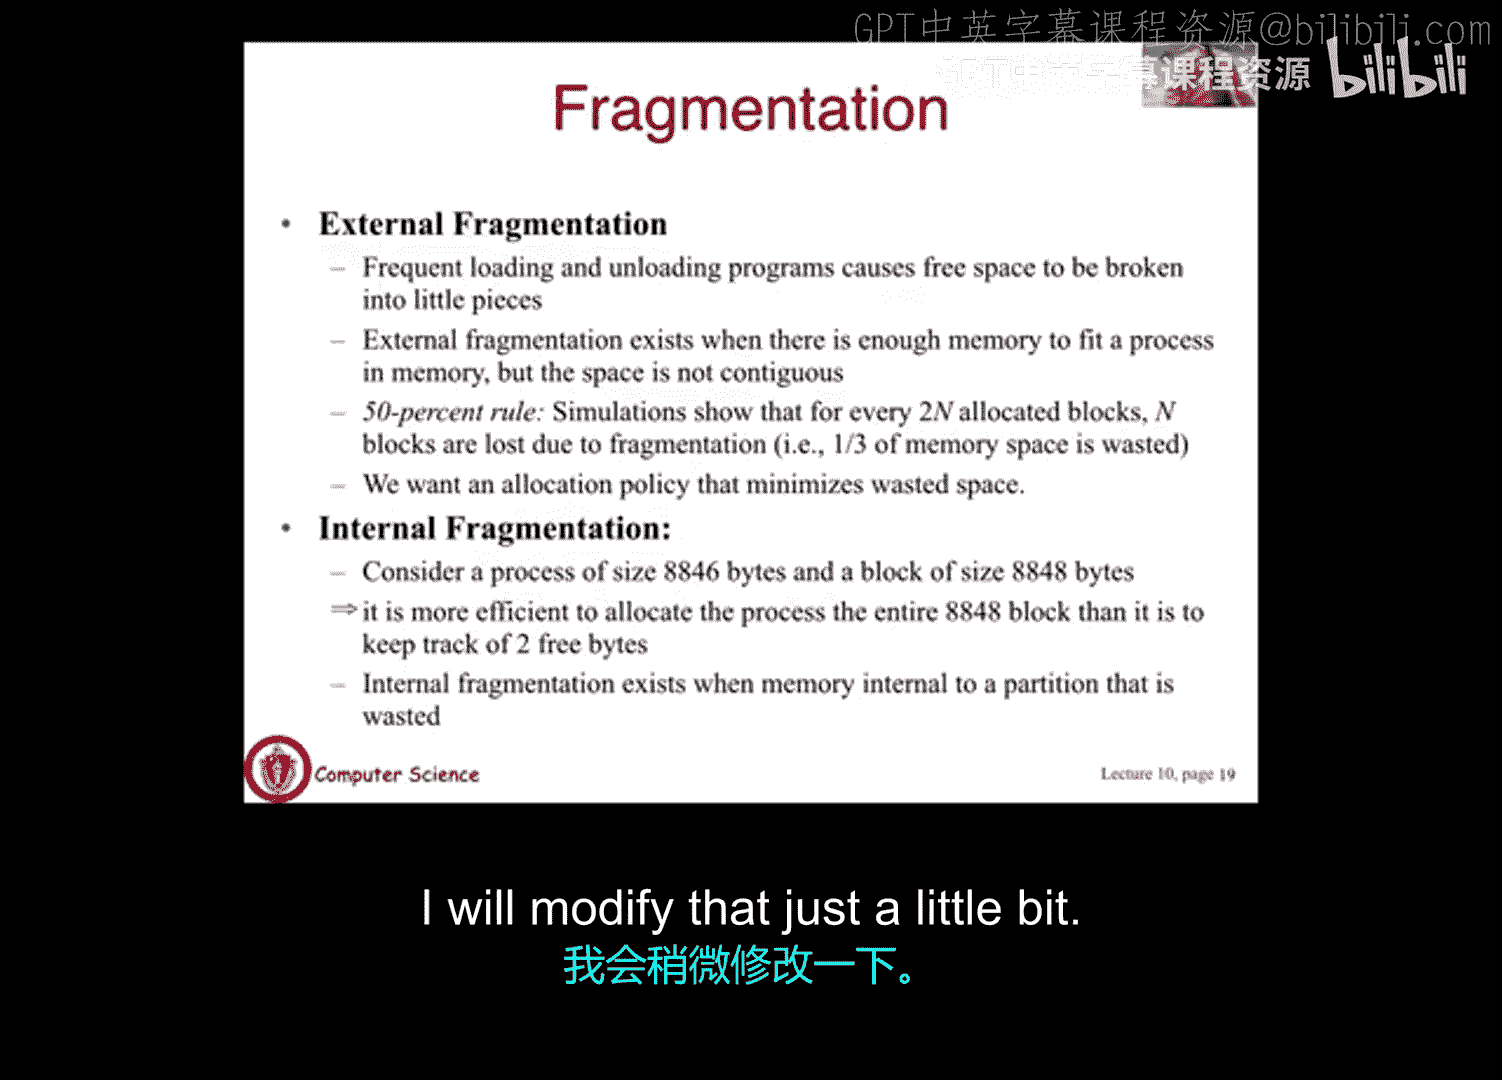 GPT中英字幕课程资源@bilibili.com
课程资源 bilibili
Fragmentation
• External Fragmentation
– Frequent loading and unloading programs causes free space to be broken
into little pieces
– External fragmentation exists when there is enough memory to fit a process
in memory, but the space is not contiguous
– 50-percent rule: Simulations show that for every 2N allocated blocks, N
blocks are lost due to fragmentation (i.e., 1/3 of memory space is wasted)
– We want an allocation policy that minimizes wasted space.
• Internal Fragmentation:
– Consider a process of size 8846 bytes and a block of size 8848 bytes
⇒ it is more efficient to allocate the process the entire 8848 block than it is to
keep track of 2 free bytes
– Internal fragmentation exists when memory internal to a partition that is
wasted
Computer Science
Lecture 10, page 19
I will modify that just a little bit.
我会稍微修改一下。